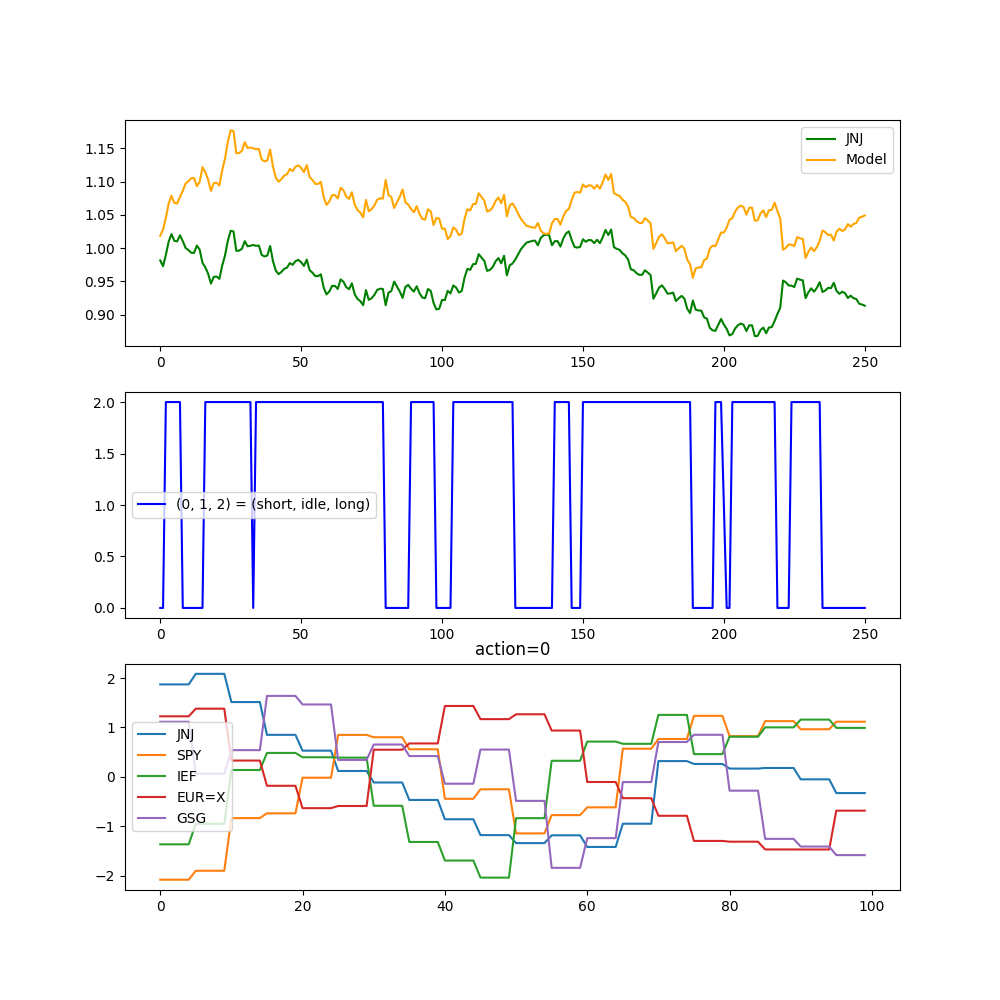 1.15
1.10
1.05
1.00
0.95
0.90
JNJ
Model
0 50 100 150 200 250
2.0
1.5
1.0
0.5
0.0
(0, 1, 2) = (short, idle, long)
0 50 100 150 200 250
action=0
2
1
0
−1
−2
JNJ
SPY
IEF
EUR=X
GSG
0 20 40 60 80 100